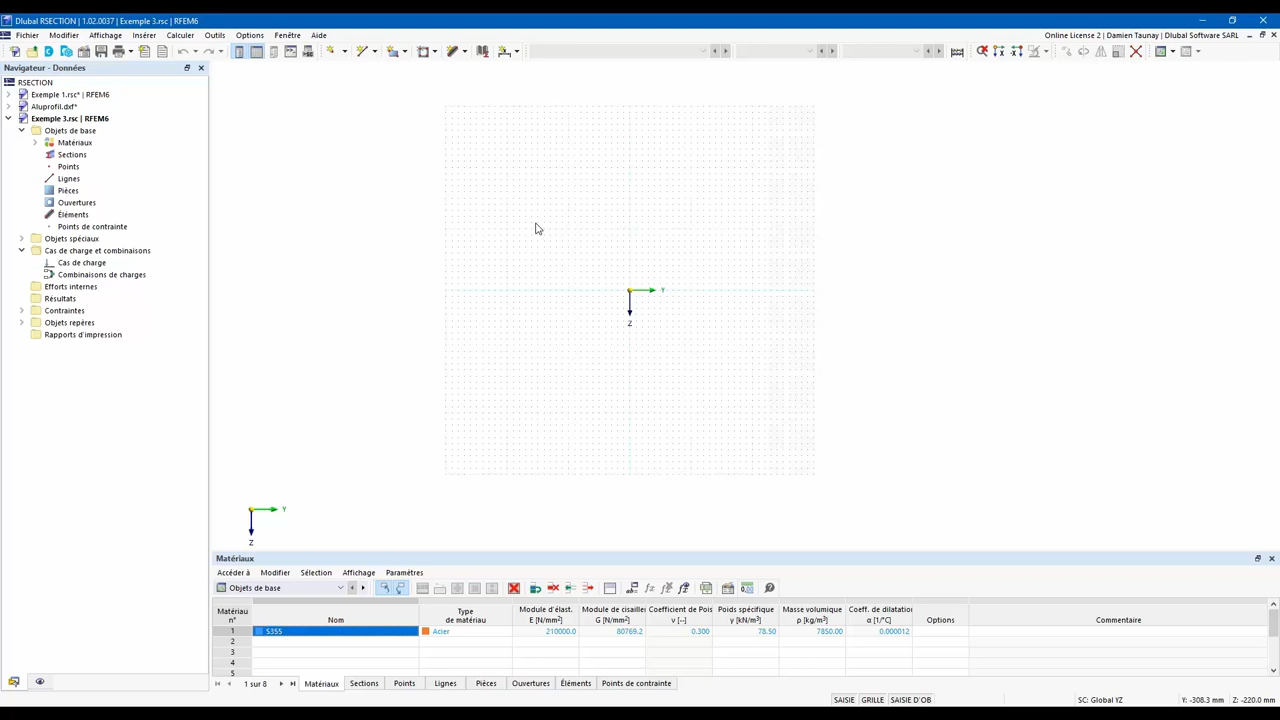 Dlubal RSECTION | 1.02.0037 | Exemple 3.rsc | RFEM6
Fichier Modifier Affichage Insérer Calculer Outils Options Fenêtre Aide
Online License 2 | Damien Taunay | Dlubal Software SARL
Navigateur - Données
RSECTION
Exemple 1.rsc* | RFEM6
Aluprofil.dxf*
Exemple 3.rsc | RFEM6
Objets de base
Matériaux
Sections
Points
Lignes
Pièces
Ouvertures
Éléments
Points de contrainte
Objets spéciaux
Cas de charge et combinaisons
Cas de charge
Combinaisons de charges
Efforts internes
Résultats
Contraintes
Objets repères
Rapports d'impression
Y
Z
Y
Z
Matériaux
Accéder à Modifier Sélection Affichage Paramètres
Objets de base
Matériau n° Nom Type de matériau Module d'élast. E [N/mm²] Module de cisaille G [N/mm²] Coefficient de Pois ν [--] Poids spécifique γ [kN/m³] Masse volumique ρ [kg/m³] Coeff. de dilatatio α [1/°C] Options Commentaire
1 S355 Acier 210000.0 80769.2 0.300 78.50 7850.00 0.000012
2
3
4
5
1 sur 8 Matériaux Sections Points Lignes Pièces Ouvertures Éléments Points de contrainte
SAISIE GRILLE SAISIE D'OB SC: Global YZ Y: -308.3 mm Z: -220.0 mm